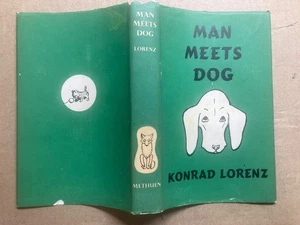 MAN
MEETS
DOG
LORENZ
METHUEN
MAN
MEETS
DOG
KONRAD LORENZ